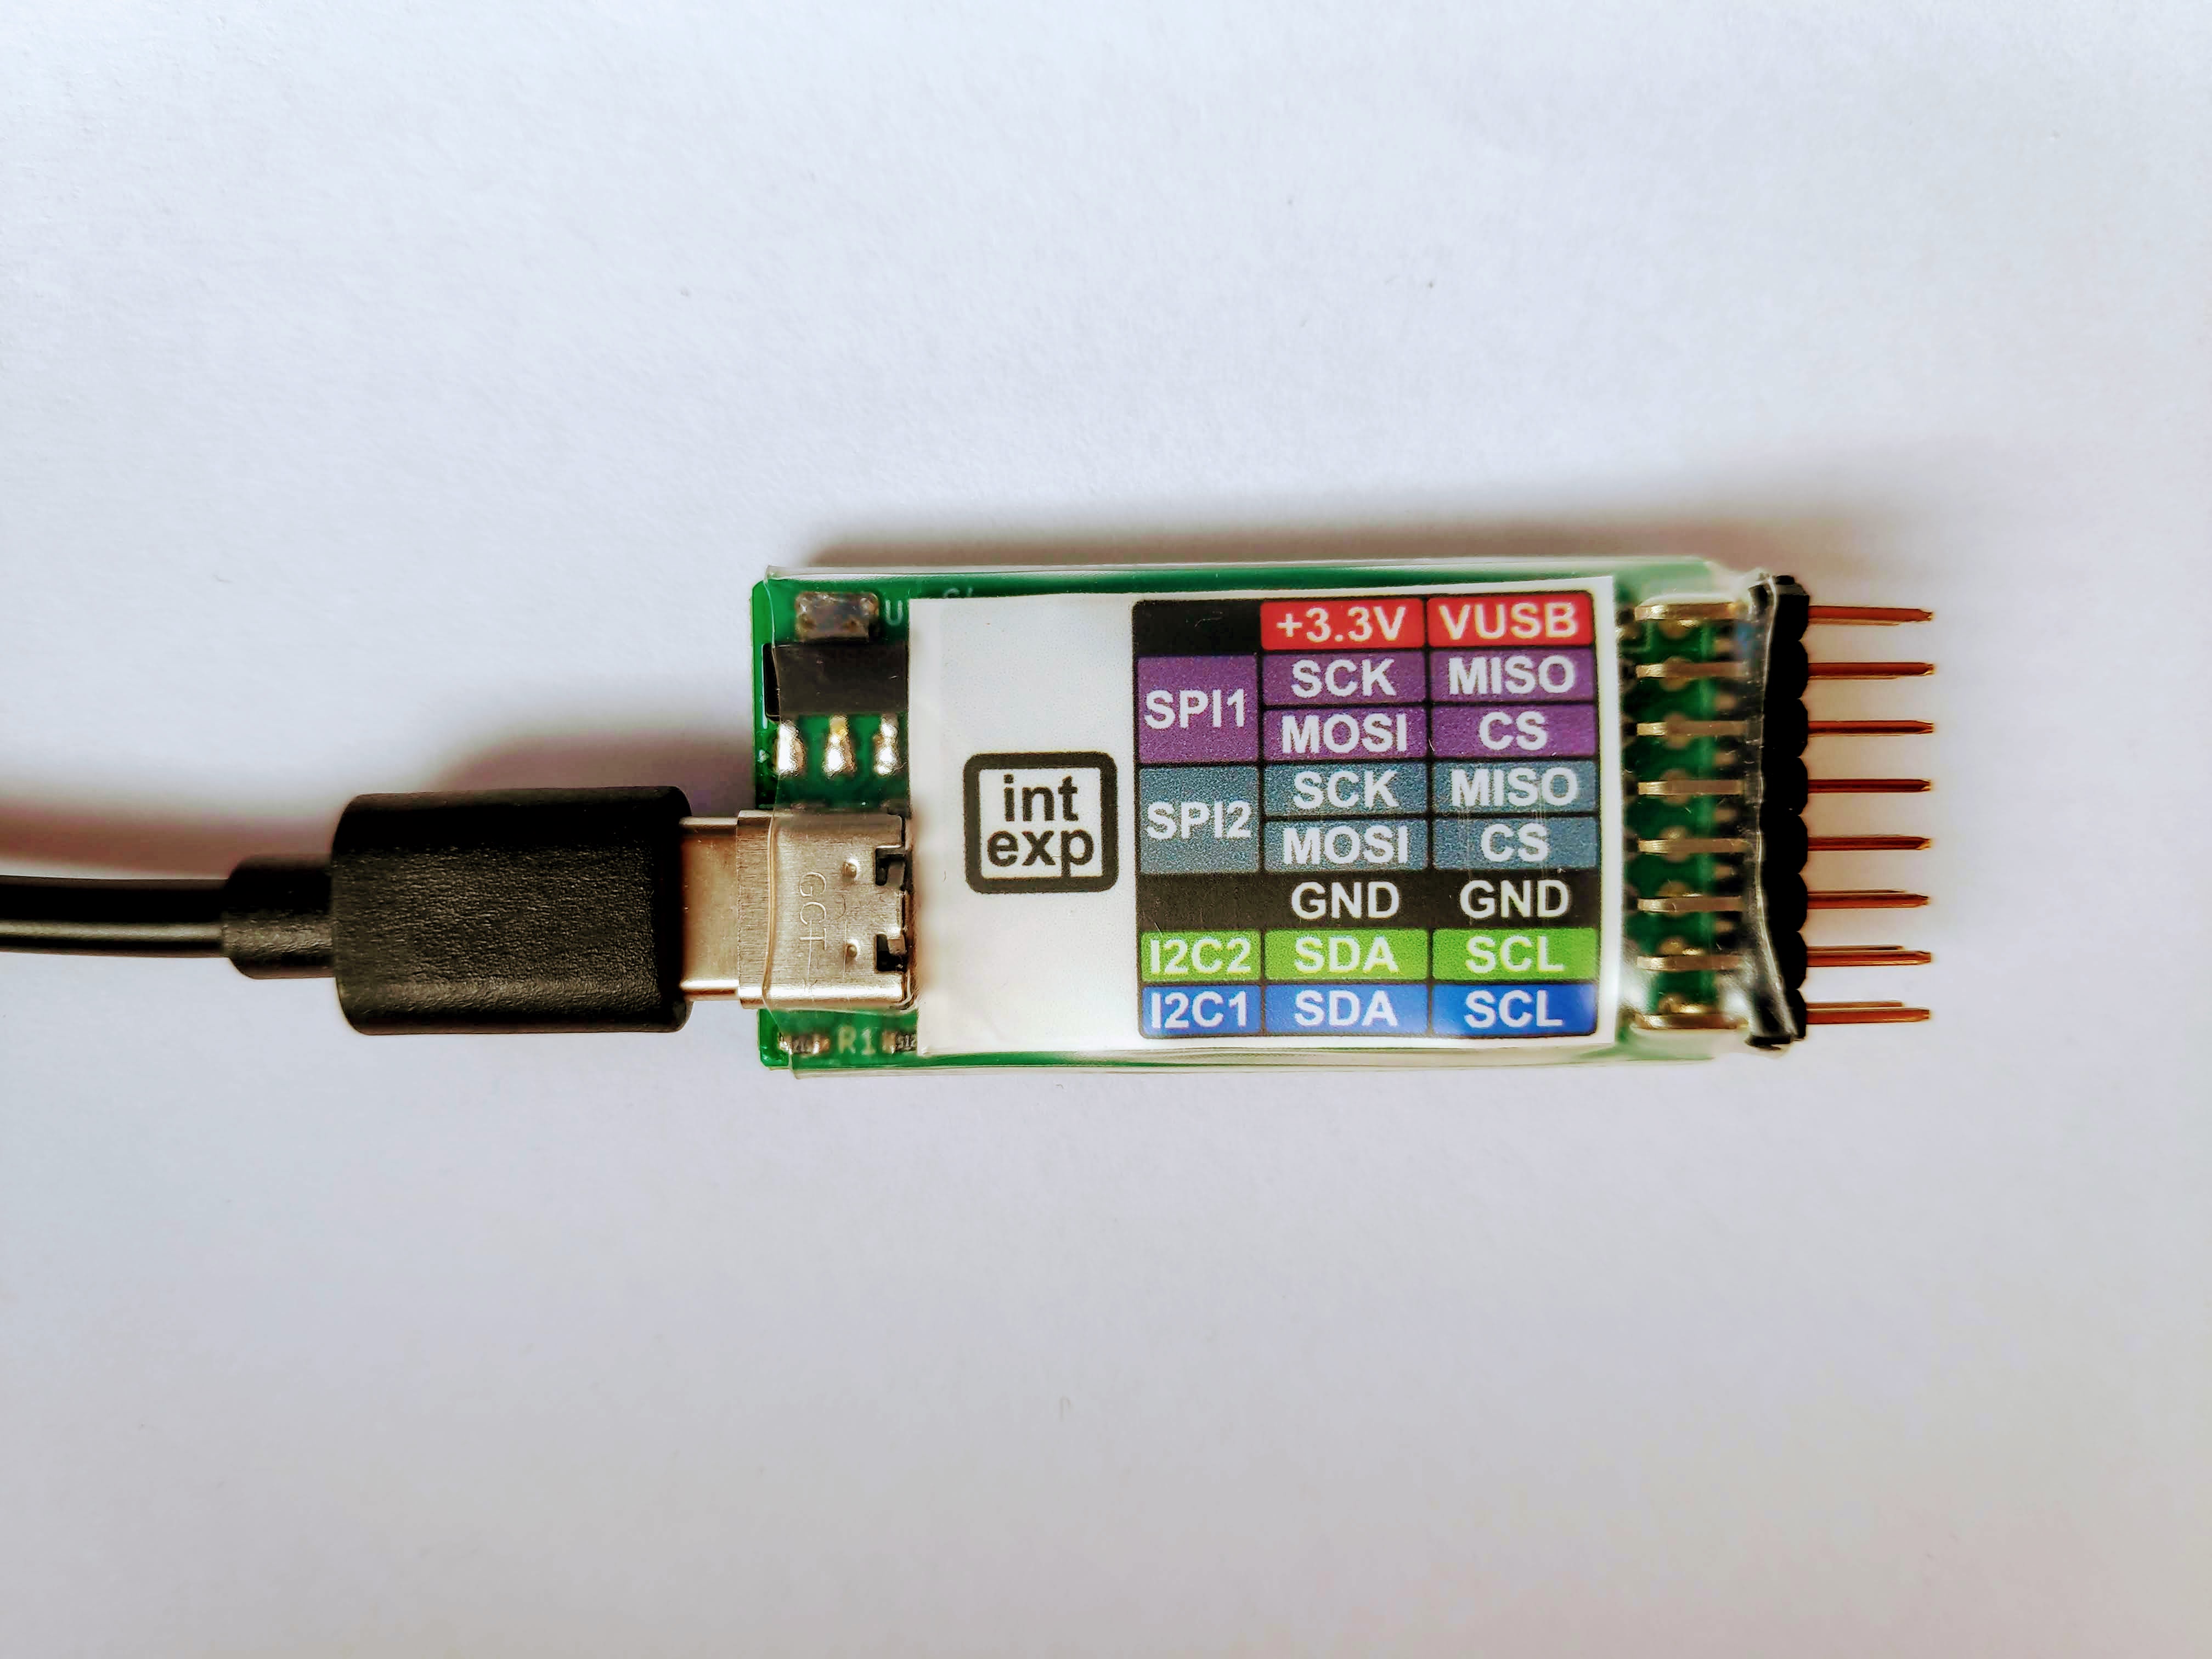 +3.3V VUSB
SPI1 SCK MISO
MOSI CS
int
exp
SPI2 SCK MISO
MOSI CS
GND GND
I2C2 SDA SCL
I2C1 SDA SCL
GCT
R1